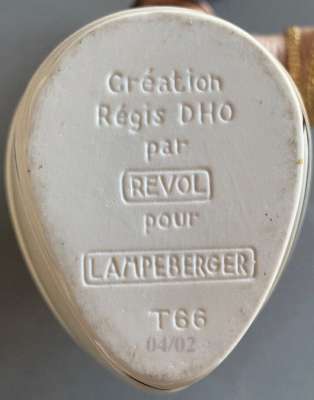 Création
Régis DHO
par
REVOL
pour
LAMPEBERGER
T66
04/02